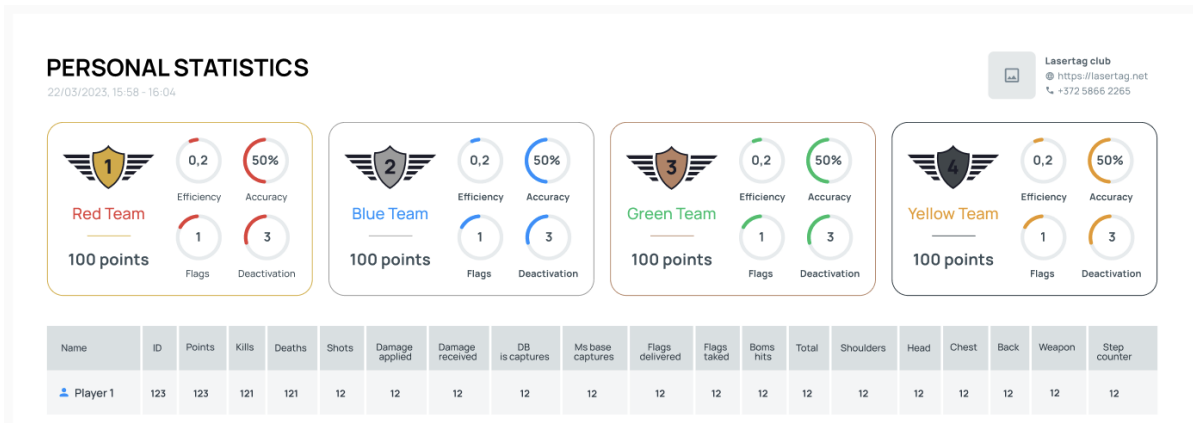 PERSONAL STATISTICS
22/03/2023, 15:58 - 16:04
Lasertag club
https://lasertag.net
+372 5866 2265
1
0,2
50%
Efficiency
Accuracy
Red Team
100 points
1
3
Flags
Deactivation
2
0,2
50%
Efficiency
Accuracy
Blue Team
100 points
1
3
Flags
Deactivation
3
0,2
50%
Efficiency
Accuracy
Green Team
100 points
1
3
Flags
Deactivation
4
0,2
50%
Efficiency
Accuracy
Yellow Team
100 points
1
3
Flags
Deactivation
Name ID Points Kills Deaths Shots Damage applied Damage received DB is captures Ms base captures Flags delivered Flags taked Boms hits Total Shoulders Head Chest Back Weapon Step counter
Player 1 123 123 121 121 12 12 12 12 12 12 12 12 12 12 12 12 12 12 12